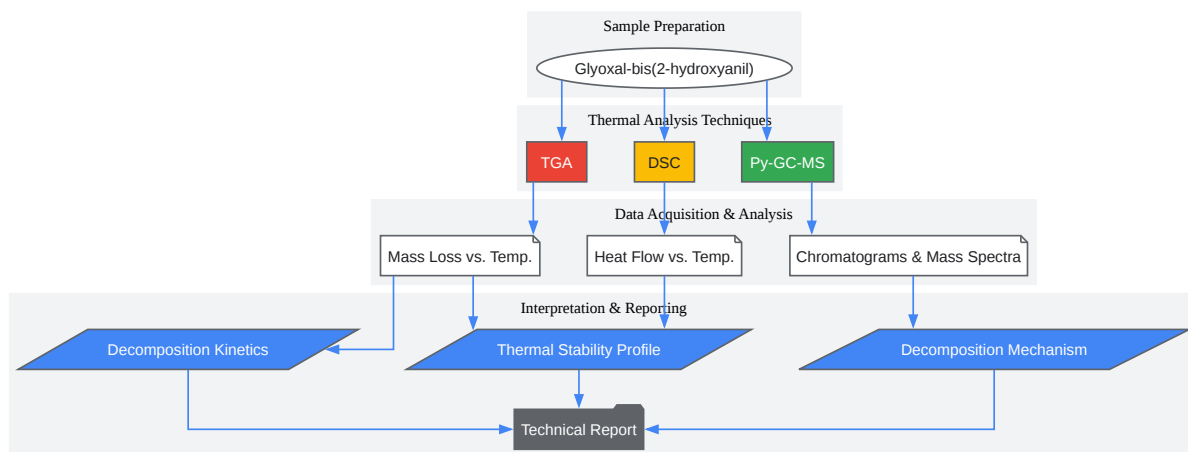 Sample Preparation
Glyoxal-bis(2-hydroxyanil)
Thermal Analysis Techniques
TGA
DSC
Py-GC-MS
Data Acquisition & Analysis
Mass Loss vs. Temp.
Heat Flow vs. Temp.
Chromatograms & Mass Spectra
Interpretation & Reporting
Decomposition Kinetics
Thermal Stability Profile
Decomposition Mechanism
Technical Report